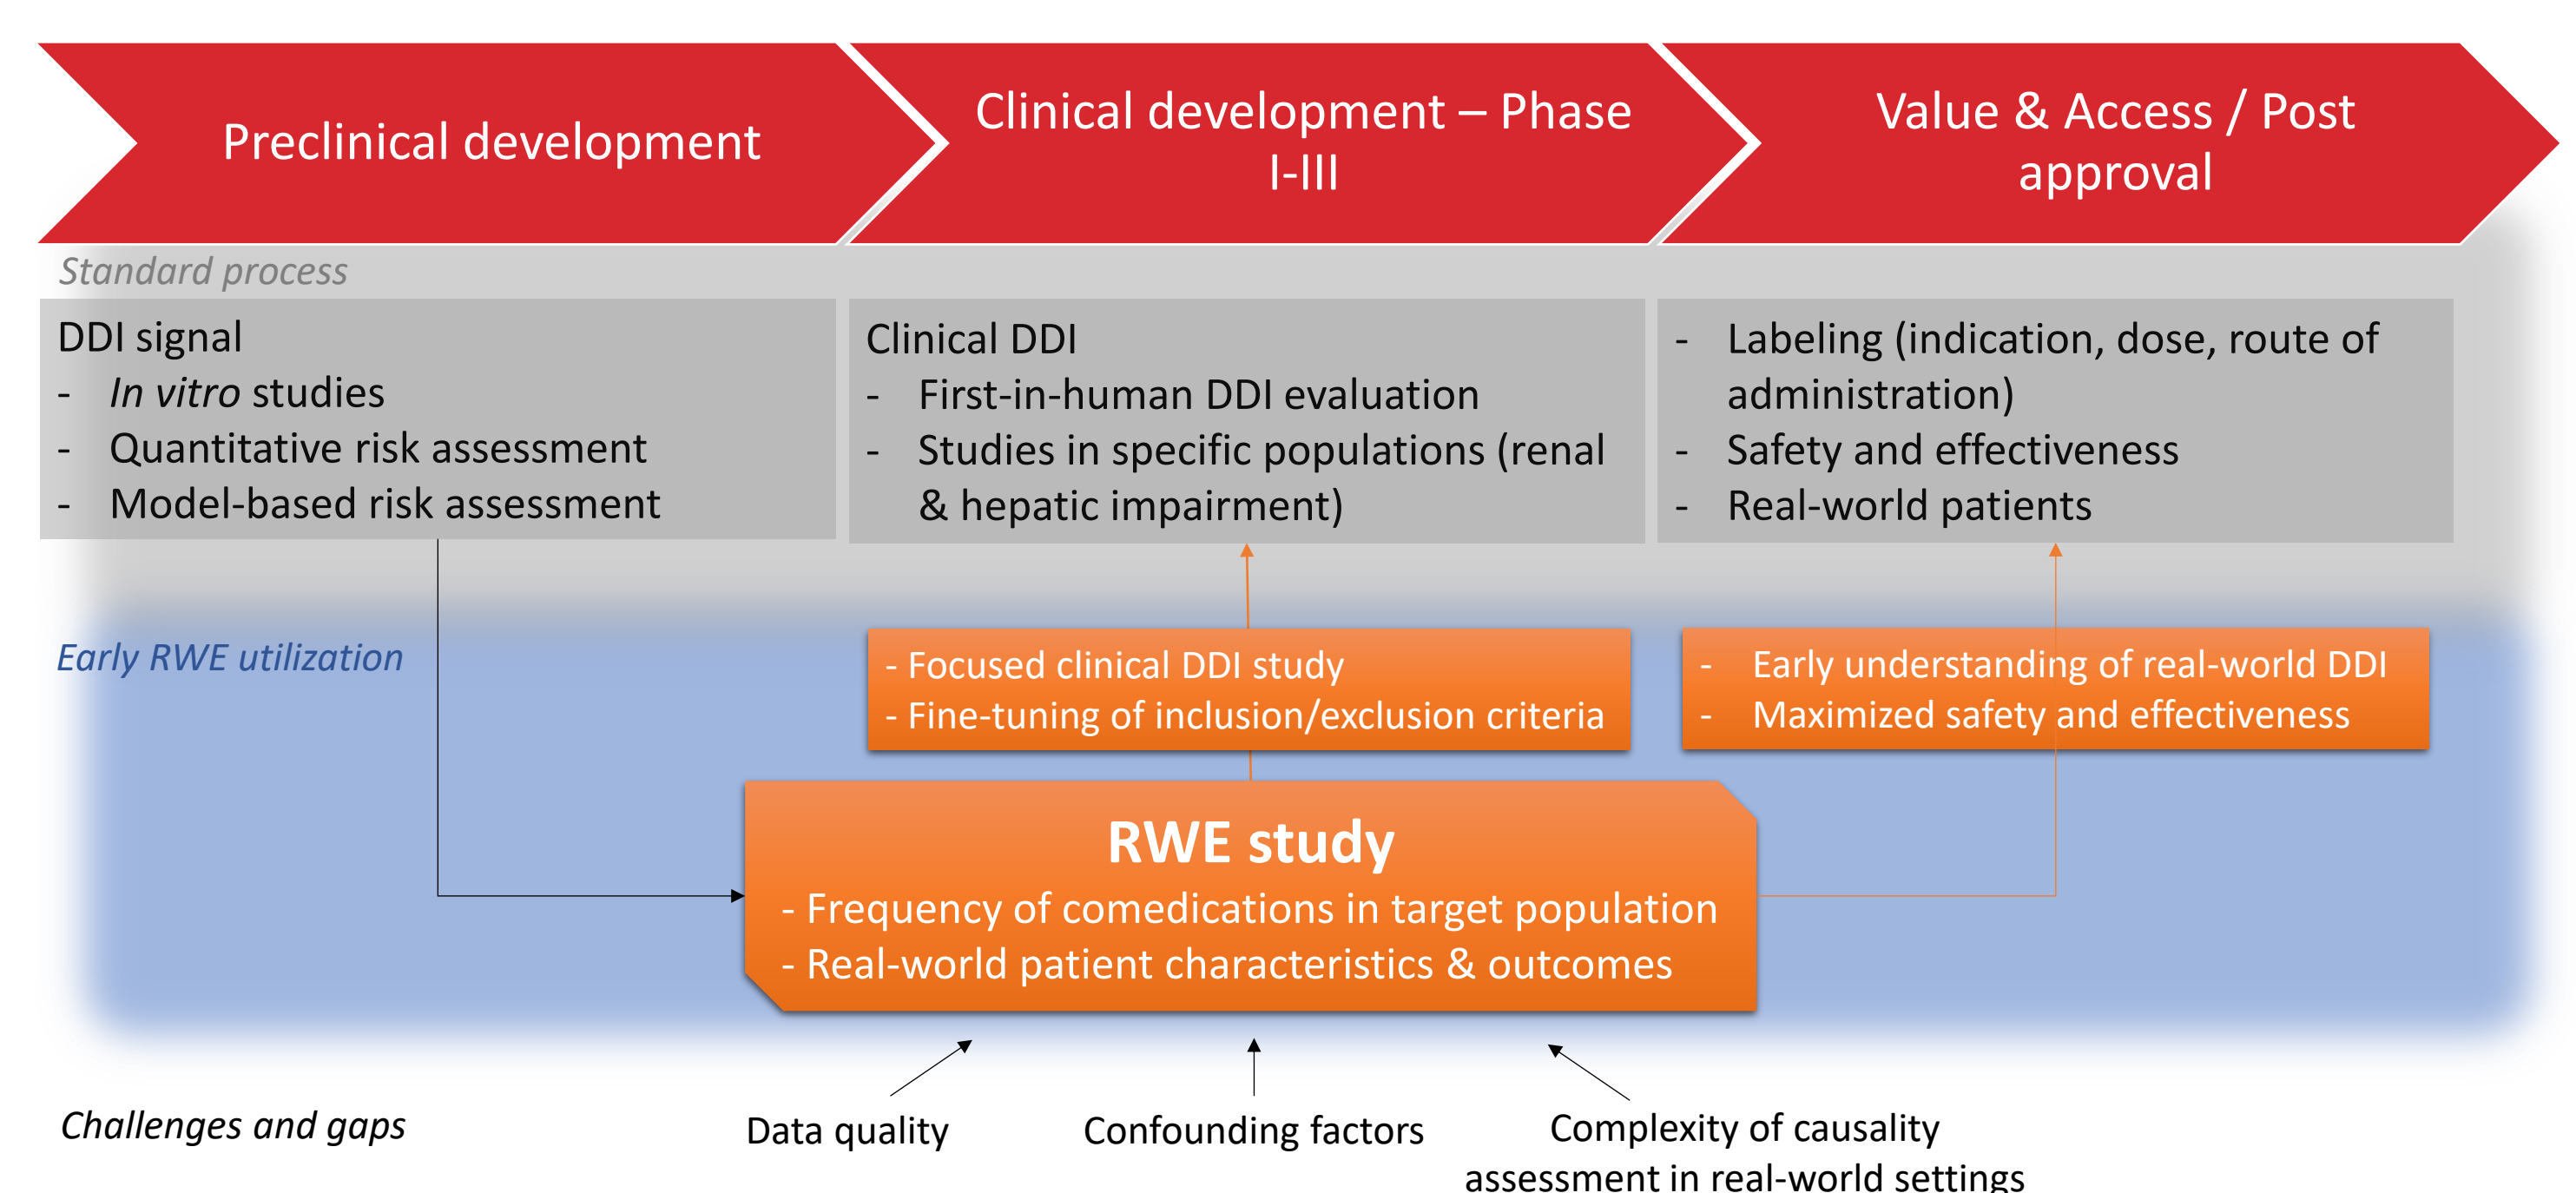 Preclinical development
Clinical development – Phase
I-III
Value & Access / Post
approval
Standard process
DDI signal
- In vitro studies
- Quantitative risk assessment
- Model-based risk assessment
Clinical DDI
- First-in-human DDI evaluation
- Studies in specific populations (renal
& hepatic impairment)
- Labeling (indication, dose, route of
administration)
- Safety and effectiveness
- Real-world patients
Early RWE utilization
- Focused clinical DDI study
- Fine-tuning of inclusion/exclusion criteria
- Early understanding of real-world DDI
- Maximized safety and effectiveness
RWE study
- Frequency of comedications in target population
- Real-world patient characteristics & outcomes
Challenges and gaps
Data quality
Confounding factors
Complexity of causality
assessment in real-world settings